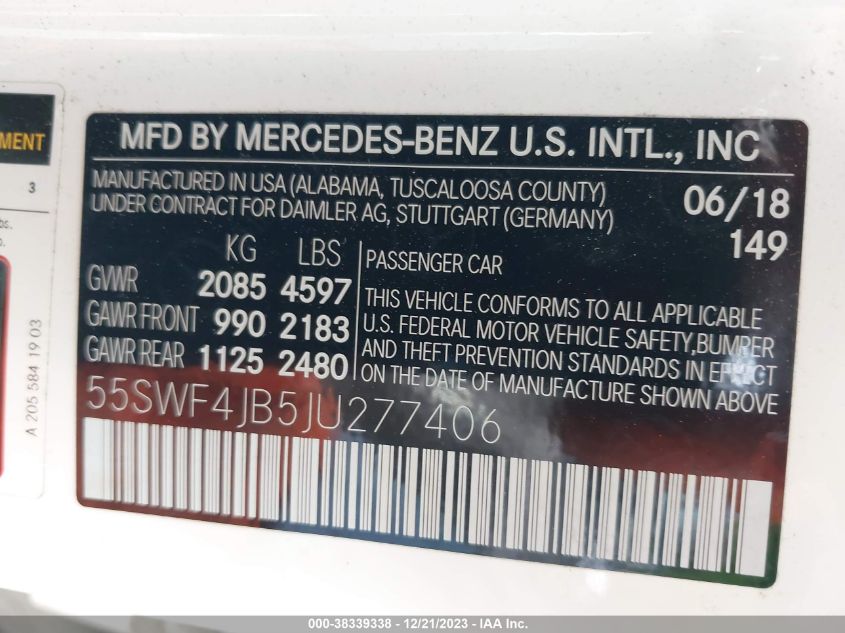 MENT
3
bs.
A 205 584 19 03
MFD BY MERCEDES-BENZ U.S. INTL., INC
MANUFACTURED IN USA (ALABAMA, TUSCALOOSA COUNTY)
UNDER CONTRACT FOR DAIMLER AG, STUTTGART (GERMANY)
06/18
149
KG LBS
GVWR 2085 4597
GAWR FRONT 990 2183
GAWR REAR 1125 2480
PASSENGER CAR
THIS VEHICLE CONFORMS TO ALL APPLICABLE
U.S. FEDERAL MOTOR VEHICLE SAFETY,BUMPER
AND THEFT PREVENTION STANDARDS IN EFFECT
ON THE DATE OF MANUFACTURE SHOWN ABOVE
55SWF4JB5JU277406
000-38339338 - 12/21/2023 - IAA Inc.